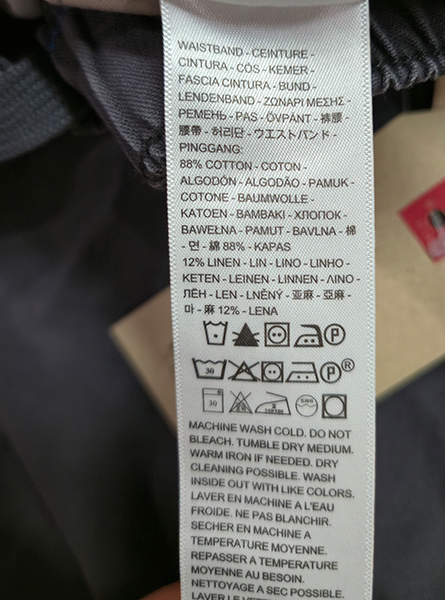 WAISTBAND - CEINTURE -
CINTURA - CÓS - KEMER -
FASCIA CINTURA - BUND -
LENDENBAND - ΖΩΝΑΡΙ ΜΕΣΗΣ -
РЕМЕНЬ - PAS - ÖVPÁNT - 裤腰 -
腰帶 - 허리단 - ウエストバンド -
PINGGANG:
88% COTTON - COTON -
ALGODÓN - ALGODÃO - PAMUK -
COTONE - BAUMWOLLE -
KATOEN - ΒΑΜΒΑΚΙ - ХЛОПОК -
BAWEŁNA - PAMUT - BAVLNA - 棉
- 면 - 綿 88% - KAPAS
12% LINEN - LIN - LINO - LINHO -
KETEN - LEINEN - LINNEN - ΛΙΝΟ -
ЛЁН - LEN - LNĚNÝ - 亚麻 - 亞麻 -
마 - 麻 12% - LENA
P
30 P®
30
MACHINE WASH COLD. DO NOT
BLEACH. TUMBLE DRY MEDIUM.
WARM IRON IF NEEDED. DRY
CLEANING POSSIBLE. WASH
INSIDE OUT WITH LIKE COLORS.
LAVER EN MACHINE A L'EAU
FROIDE. NE PAS BLANCHIR.
SECHER EN MACHINE A
TEMPERATURE MOYENNE.
REPASSER A TEMPERATURE
MOYENNE AU BESOIN.
NETTOYAGE A SEC POSSIBLE.